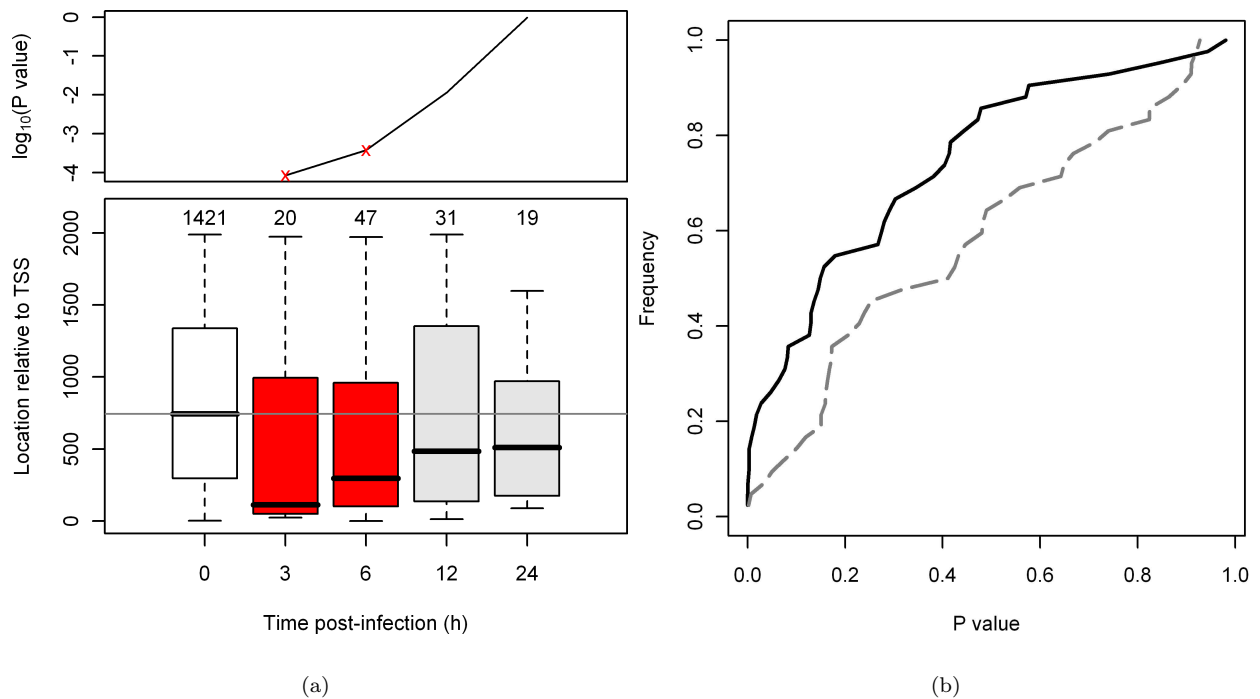 log10(P value)
0
-1
-2
-3
-4
Location relative to TSS
2000
1500
1000
500
0
1421 20 47 31 19
0 3 6 12 24
Time post-infection (h)
(a)
Frequency
1.0
0.8
0.6
0.4
0.2
0.0
0.0 0.2 0.4 0.6 0.8 1.0
P value
(b)